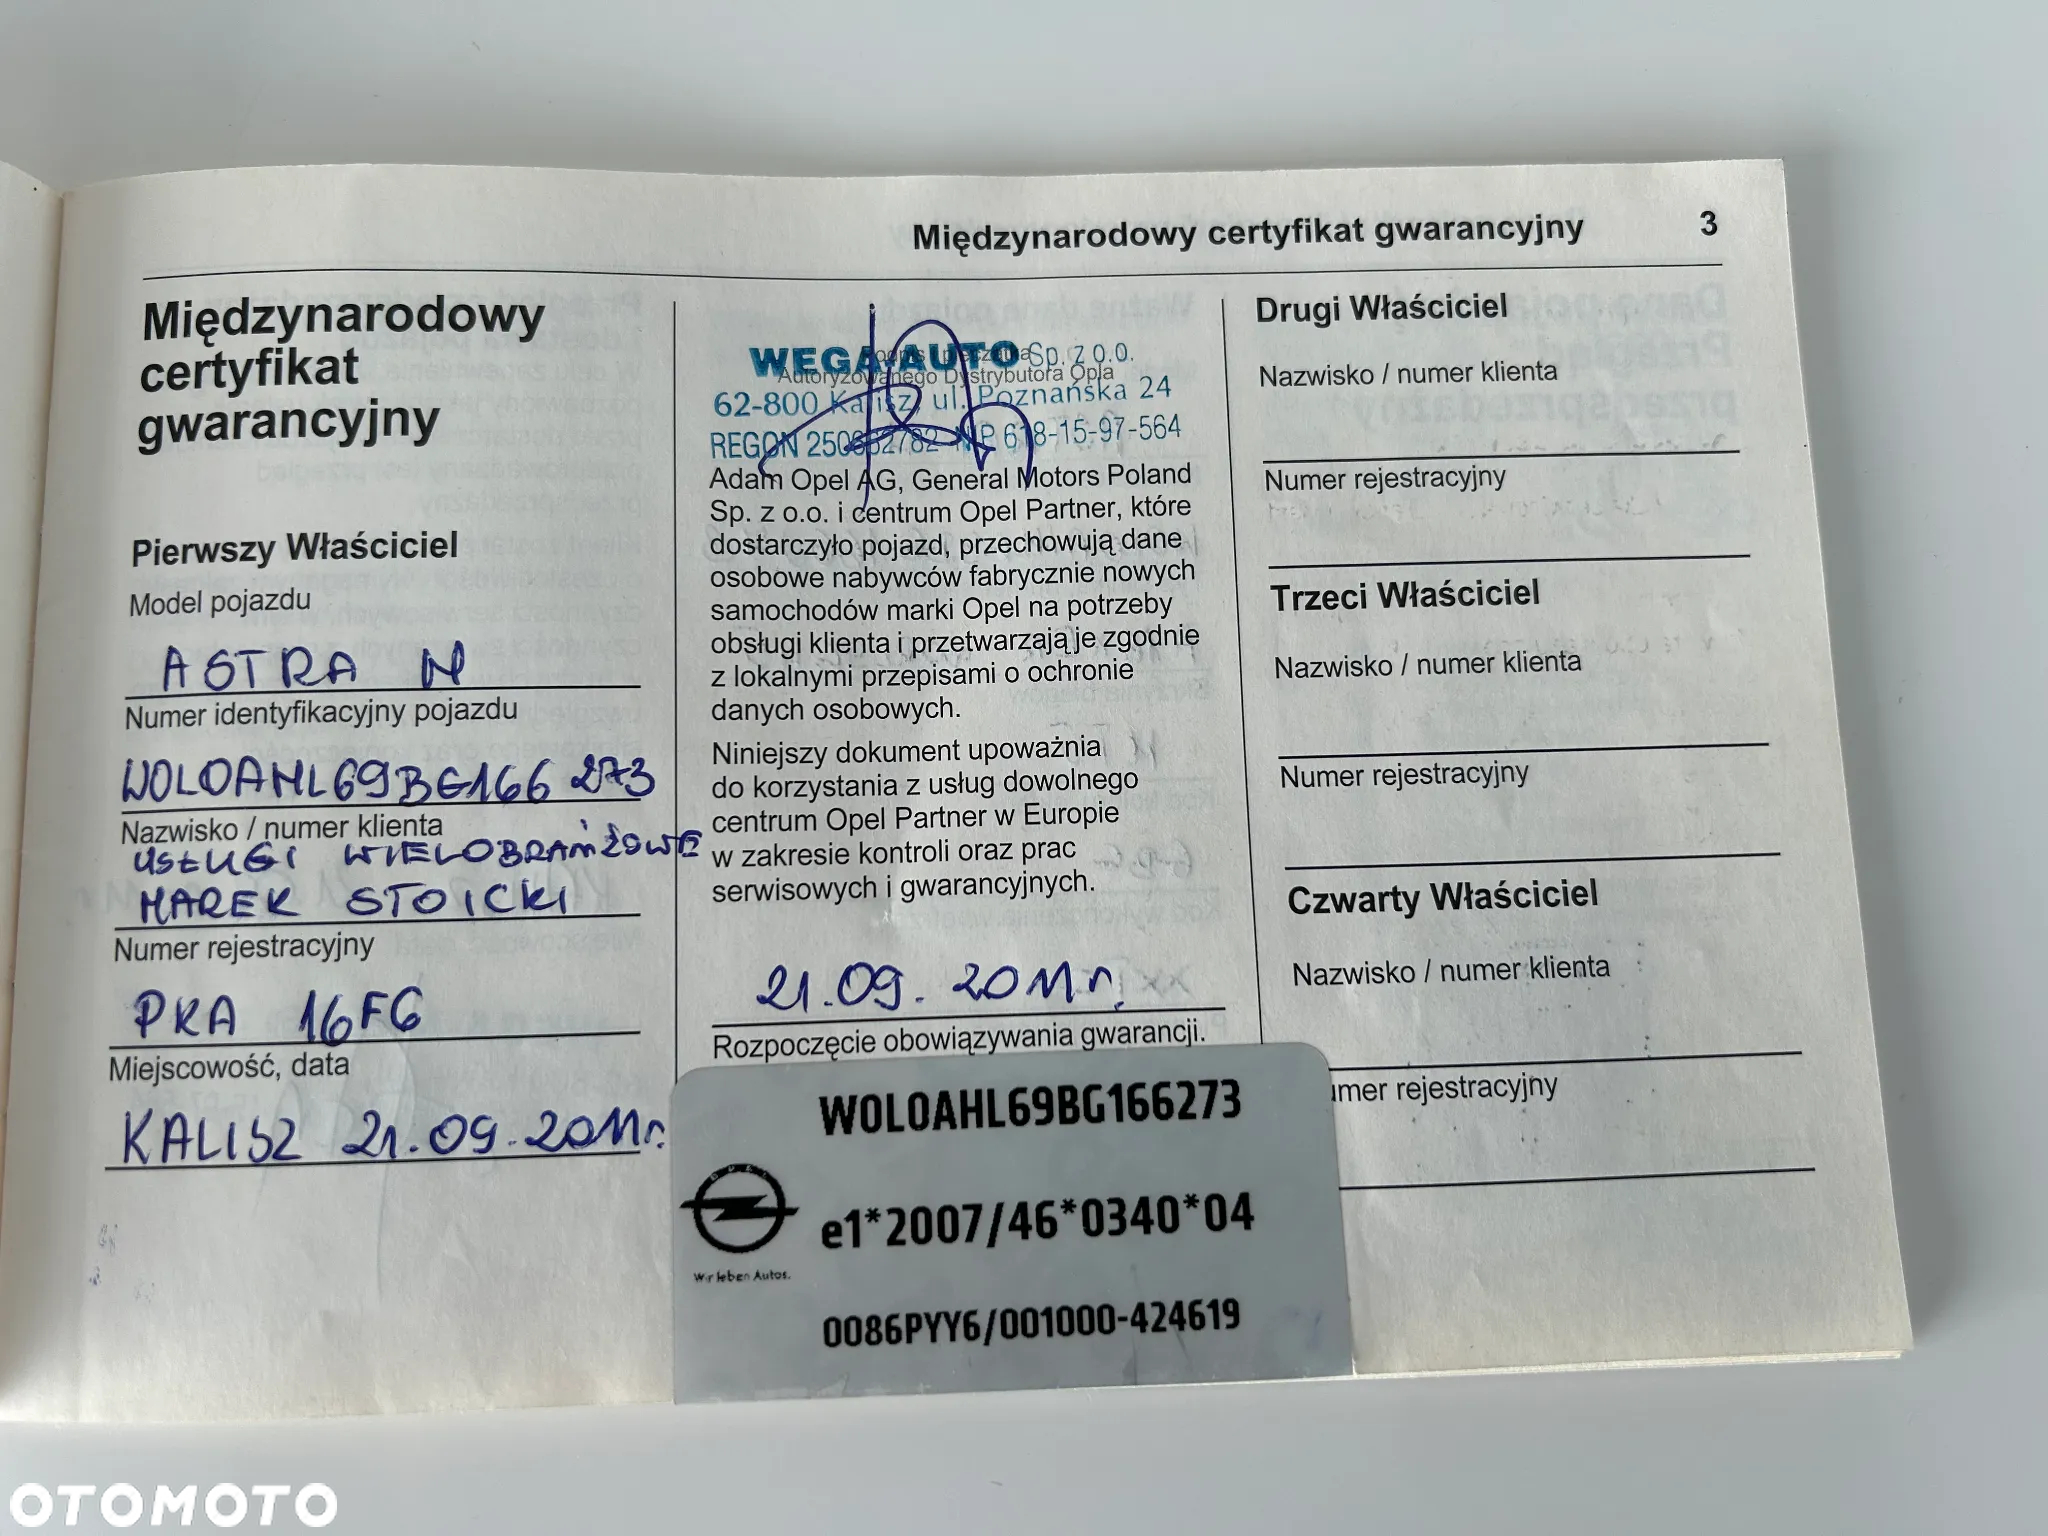 Międzynarodowy certyfikat gwarancyjny 3
Międzynarodowy
certyfikat
gwarancyjny
Pierwszy Właściciel
Model pojazdu
ASTRA N
Numer identyfikacyjny pojazdu
WOLOAHL69BG166273
Nazwisko / numer klienta
USŁUGI WIELOBRANŻOWE
MAREK STOICKI
Numer rejestracyjny
PKA 16FG
Miejscowość, data
KALISZ 21.09.2011r.
WEGA-AUTO Sp. z o.o.
Podpis i pieczątka
Autoryzowanego Dystrybutora Opla
62-800 Kalisz, ul. Poznańska 24
REGON 250662782 NIP 618-15-97-564
Adam Opel AG, General Motors Poland
Sp. z o.o. i centrum Opel Partner, które
dostarczyło pojazd, przechowują dane
osobowe nabywców fabrycznie nowych
samochodów marki Opel na potrzeby
obsługi klienta i przetwarzają je zgodnie
z lokalnymi przepisami o ochronie
danych osobowych.
Niniejszy dokument upoważnia
do korzystania z usług dowolnego
centrum Opel Partner w Europie
w zakresie kontroli oraz prac
serwisowych i gwarancyjnych.
21.09.2011r.
Rozpoczęcie obowiązywania gwarancji.
W0L0AHL69BG166273
OPEL
e1*2007/46*0340*04
Wir leben Autos.
0086PYY6/001000-424619
Drugi Właściciel
Nazwisko / numer klienta
Numer rejestracyjny
Trzeci Właściciel
Nazwisko / numer klienta
Numer rejestracyjny
Czwarty Właściciel
Nazwisko / numer klienta
umer rejestracyjny
OTOMOTO